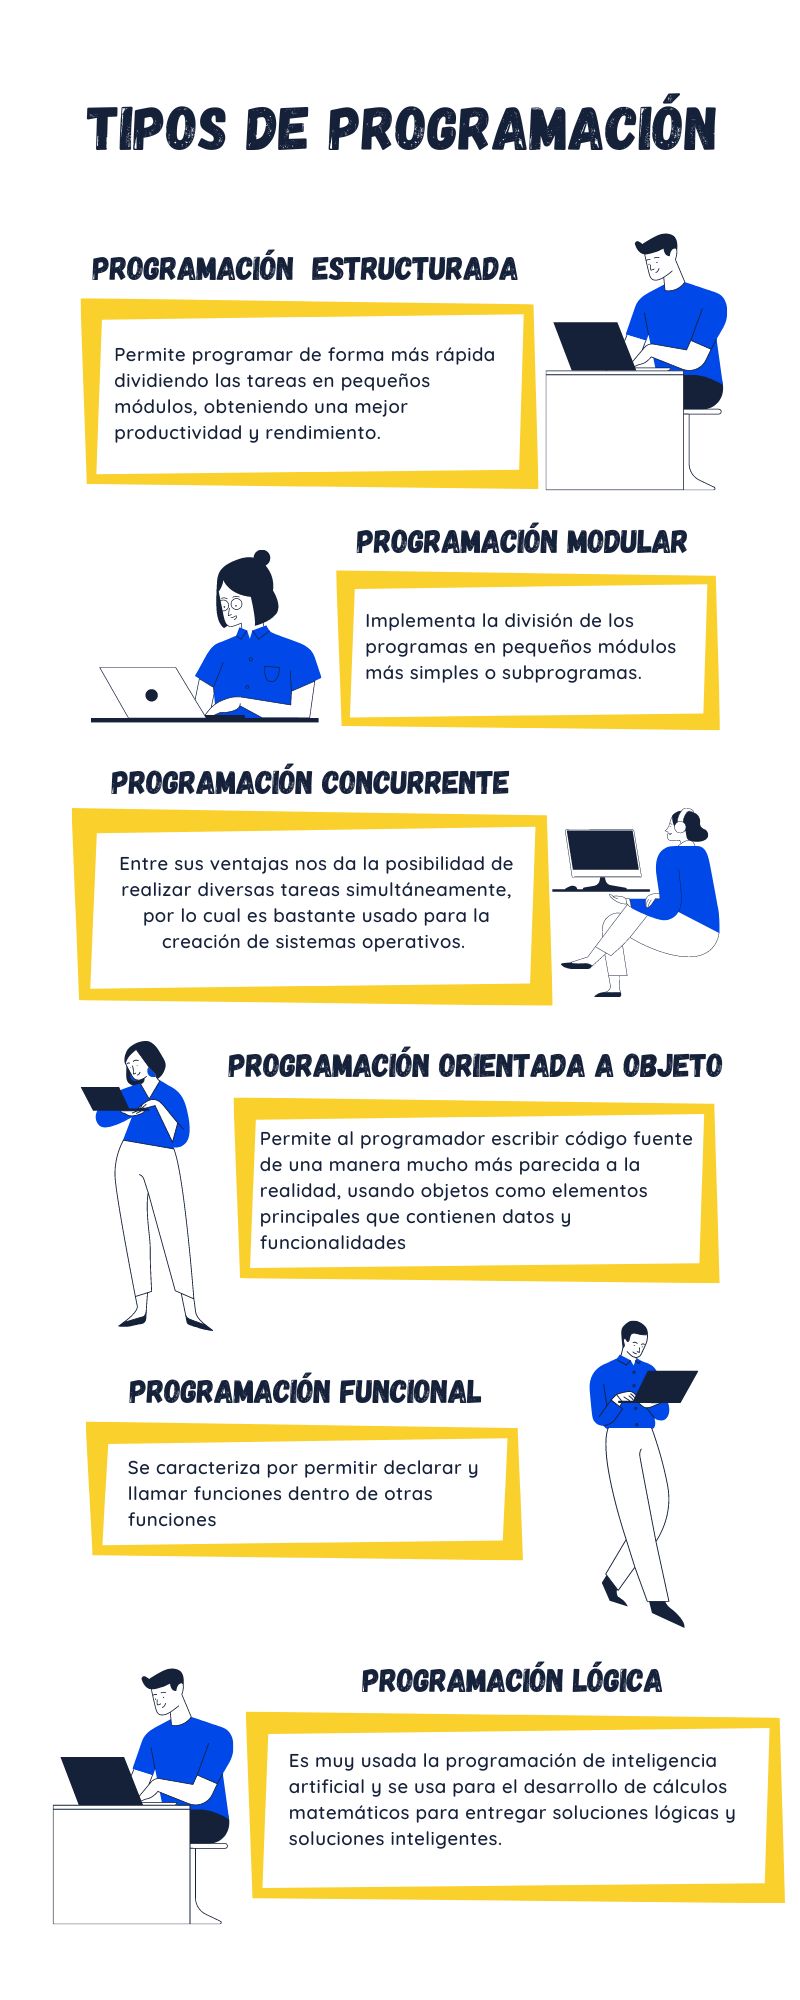 TIPOS DE PROGRAMACIÓN
PROGRAMACIÓN ESTRUCTURADA
Permite programar de forma más rápida
dividiendo las tareas en pequeños
módulos, obteniendo una mejor
productividad y rendimiento.
PROGRAMACIÓN MODULAR
Implementa la división de los
programas en pequeños módulos
más simples o subprogramas.
PROGRAMACIÓN CONCURRENTE
Entre sus ventajas nos da la posibilidad de
realizar diversas tareas simultáneamente,
por lo cual es bastante usado para la
creación de sistemas operativos.
PROGRAMACIÓN ORIENTADA A OBJETO
Permite al programador escribir código fuente
de una manera mucho más parecida a la
realidad, usando objetos como elementos
principales que contienen datos y
funcionalidades
PROGRAMACIÓN FUNCIONAL
Se caracteriza por permitir declarar y
llamar funciones dentro de otras
funciones
PROGRAMACIÓN LÓGICA
Es muy usada la programación de inteligencia
artificial y se usa para el desarrollo de cálculos
matemáticos para entregar soluciones lógicas y
soluciones inteligentes.